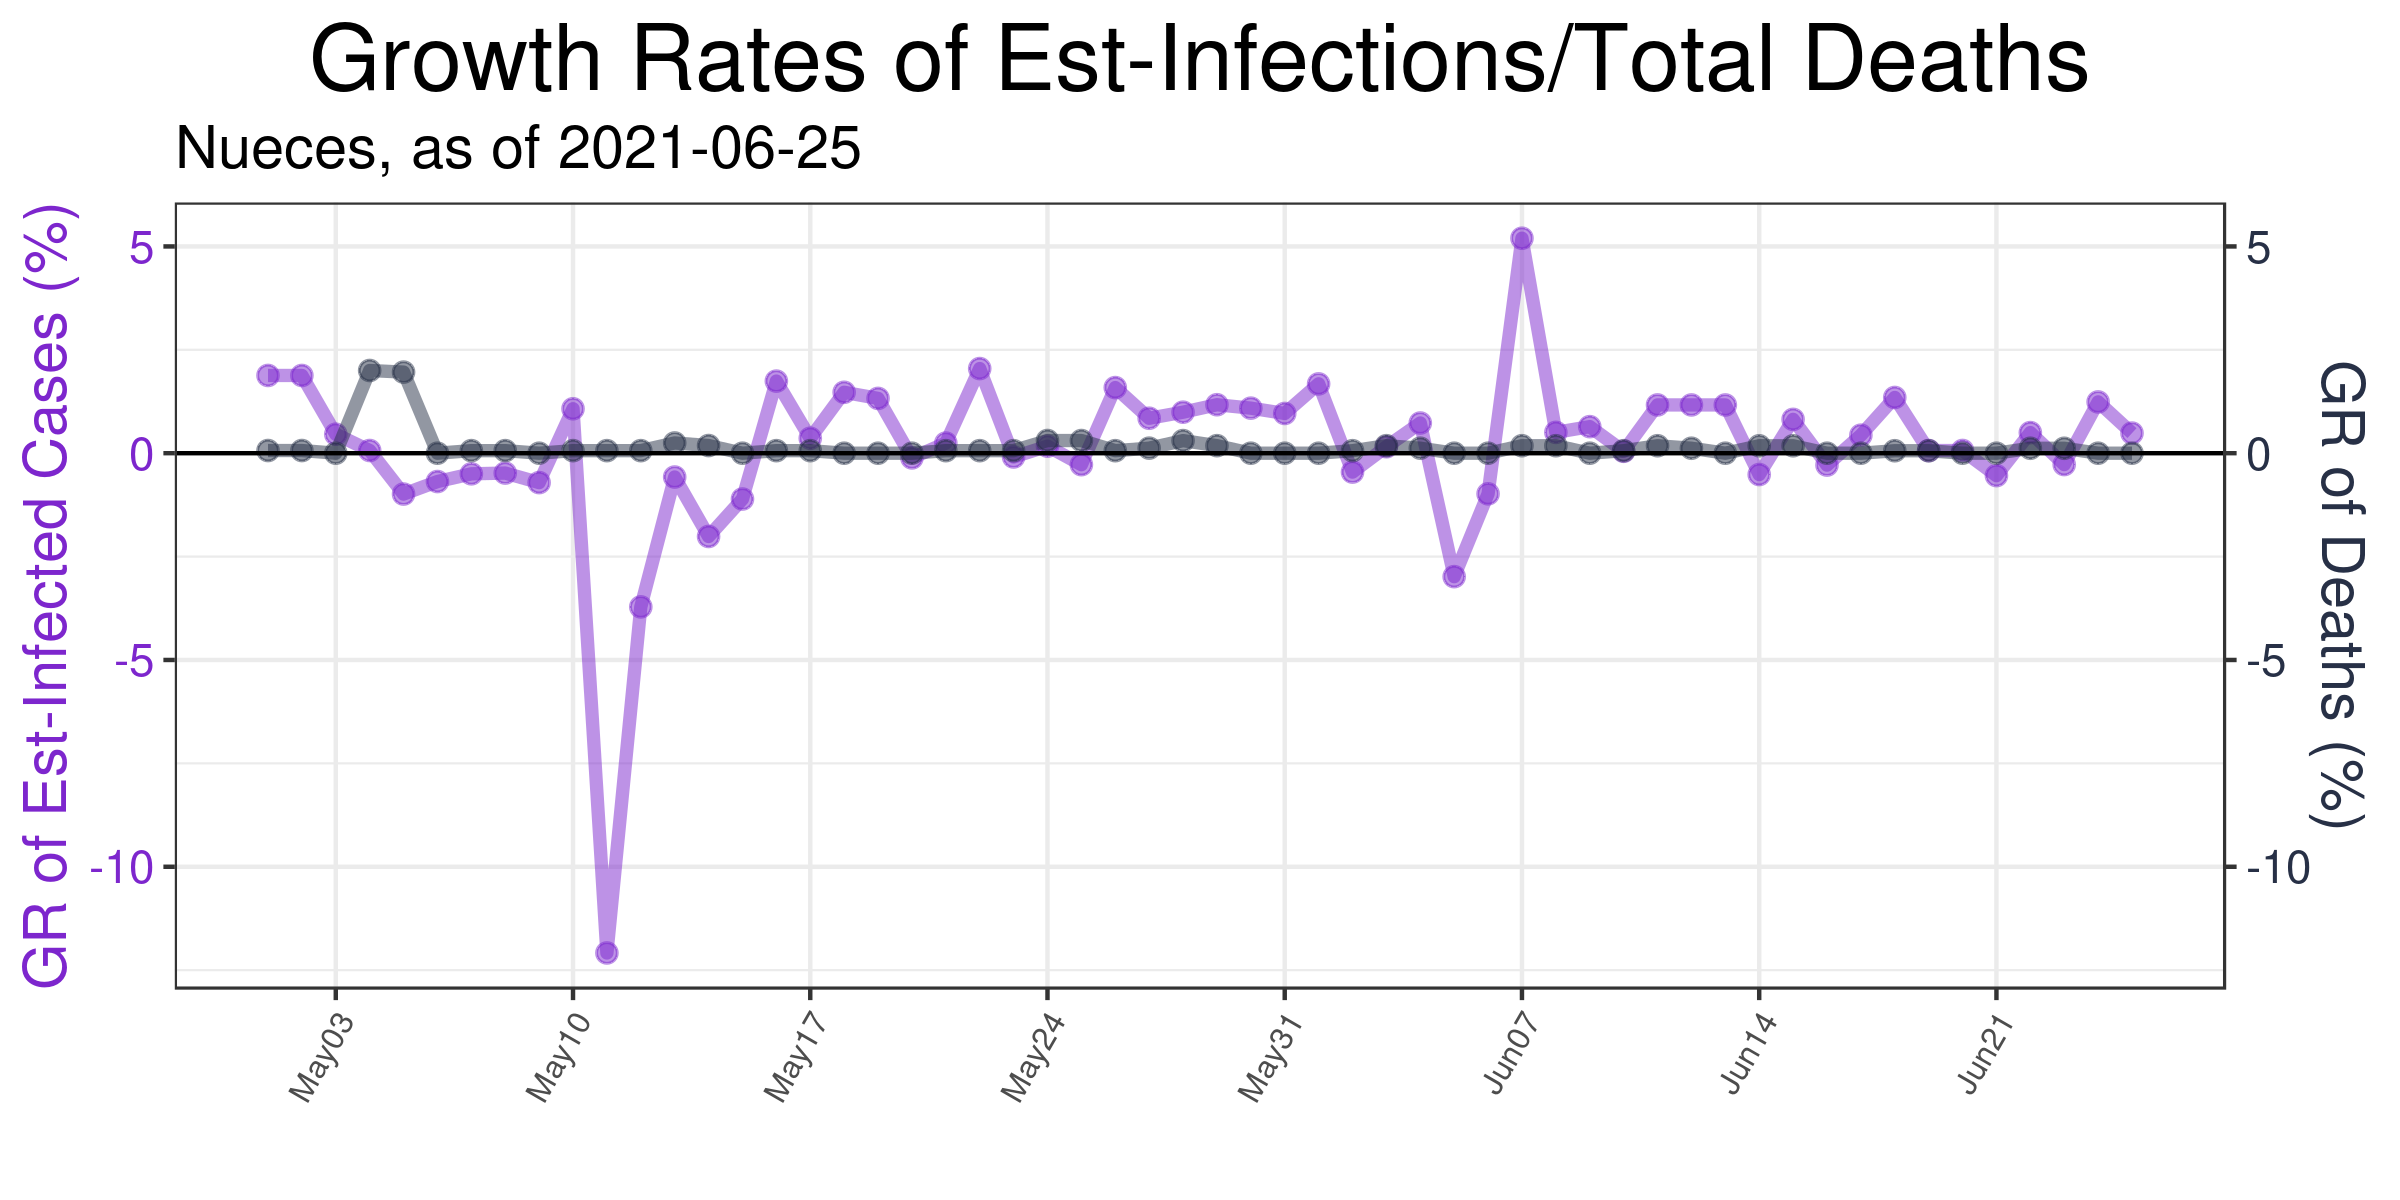 Growth Rates of Est-Infections/Total Deaths
Nueces, as of 2021-06-25
GR of Est-Infected Cases (%)
5
0
-5
-10
5
0
-5
-10
GR of Deaths (%)
May03
May10
May17
May24
May31
Jun07
Jun14
Jun21